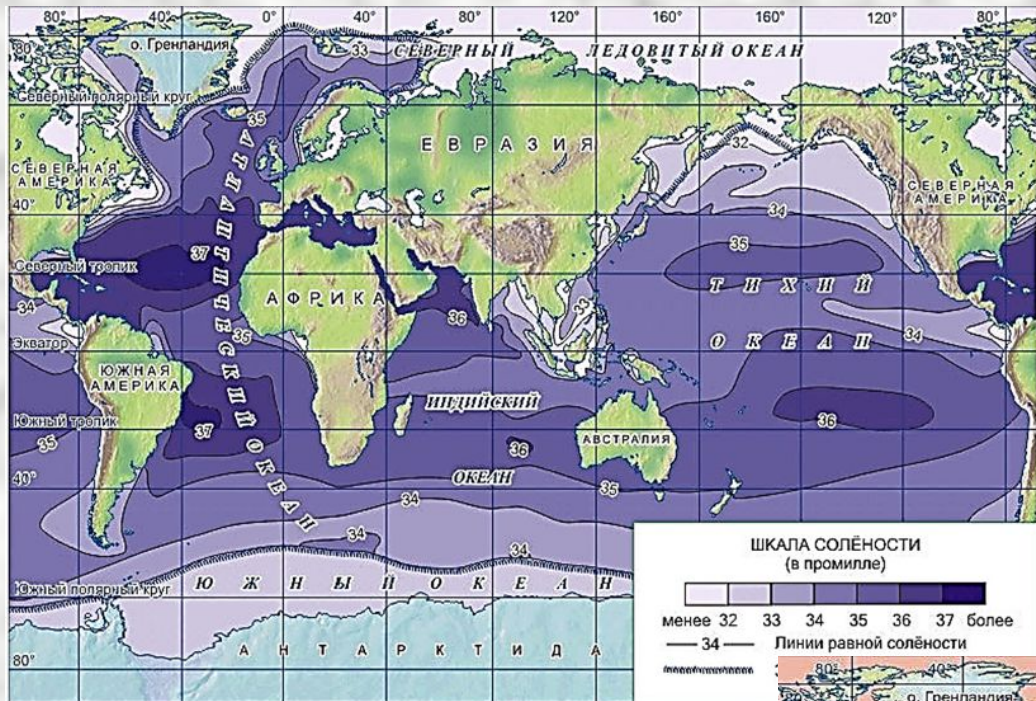 80° 40° 0° 40° 80° 120° 160° 160° 120° 80°
80°
о. Гренландия
33
СЕВЕРНЫЙ ЛЕДОВИТЫЙ ОКЕАН
Северный полярный круг
35
32
СЕВЕРНАЯ
АМЕРИКА
ЕВРАЗИЯ
СЕВЕРНАЯ
АМЕРИКА
40°
34
35
37
Северный тропик
АТЛАНТИЧЕСКИЙ ОКЕАН
АФРИКА
ТИХИЙ
ОКЕАН
34
36
33
34
35
Экватор
ЮЖНАЯ
АМЕРИКА
ИНДИЙСКИЙ
ОКЕАН
36
37
Южный тропик
АВСТРАЛИЯ
35
36
40°
35
34
34
34
ЮЖНЫЙ ОКЕАН
Южный полярный круг
80°
АНТАРКТИДА
ШКАЛА СОЛЁНОСТИ
(в промилле)
менее 32 33 34 35 36 37 более
34 Линии равной солёности
80° 40°
о. Гренландия